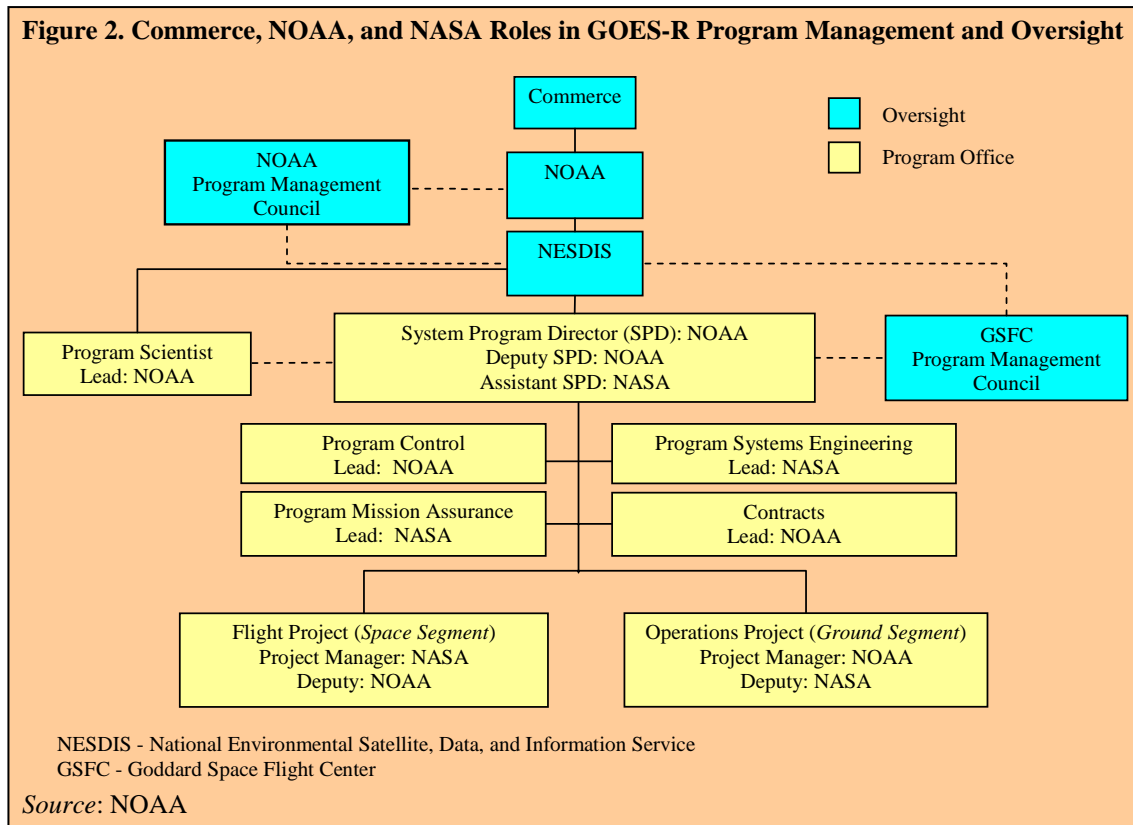 Figure 2. Commerce, NOAA, and NASA Roles in GOES-R Program Management and Oversight
Commerce
Oversight
Program Office
NOAA
Program Management
Council
NOAA
NESDIS
Program Scientist
Lead: NOAA
System Program Director (SPD): NOAA
Deputy SPD: NOAA
Assistant SPD: NASA
GSFC
Program Management
Council
Program Control
Lead: NOAA
Program Systems Engineering
Lead: NASA
Program Mission Assurance
Lead: NASA
Contracts
Lead: NOAA
Flight Project (Space Segment)
Project Manager: NASA
Deputy: NOAA
Operations Project (Ground Segment)
Project Manager: NOAA
Deputy: NASA
NESDIS - National Environmental Satellite, Data, and Information Service
GSFC - Goddard Space Flight Center
Source: NOAA